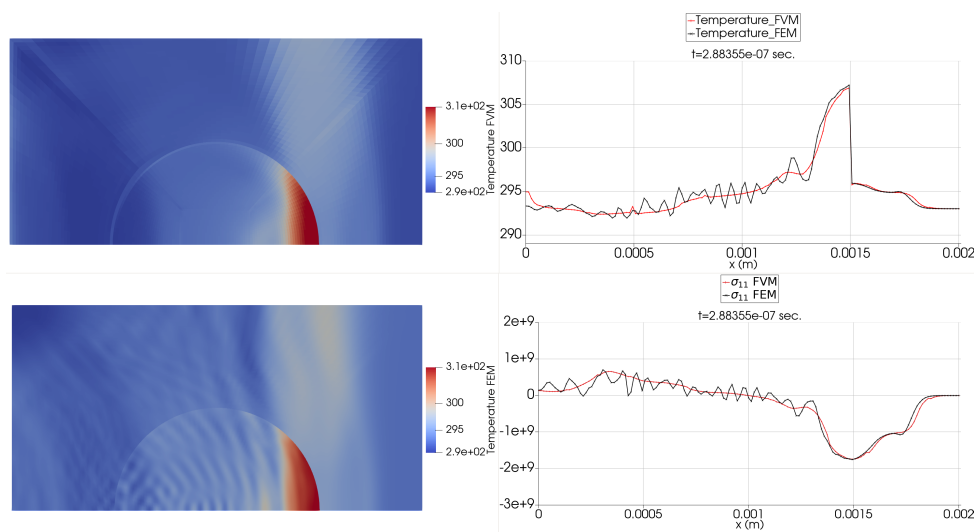 3.1e+02
300
295
2.9e+02
Temperature FVM
Temperature_FVM
Temperature_FEM
t=2.88355e-07 sec.
310
305
300
295
290
0
0.0005
0.001
0.0015
0.002
x (m)
3.1e+02
300
295
2.9e+02
Temperature FEM
σ11 FVM
σ11 FEM
t=2.88355e-07 sec.
2e+9
1e+9
0
-1e+9
-2e+9
-3e+9
0
0.0005
0.001
0.0015
0.002
x (m)